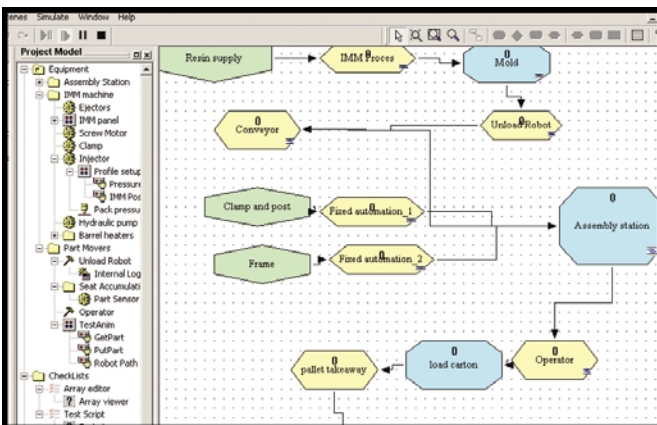 enes Simulate Window Help
Project Model
Equipment
Assembly Station
IMM machine
Ejectors
IMM panel
Screw Motor
Clamp
Injector
Profile setup
Pressure
IMM Pos
Pack pressu
Hydraulic pump
Barrel heaters
Part Movers
Unload Robot
Internal Log
Seat Accumulati
Part Sensor
Operator
TestAnim
GetPart
PutPart
Robot Path
CheckLists
Array editor
Array viewer
Test Script
Resin supply
0
IMM Proces
0
Mold
0
Conveyor
0
Unload Robot
Clamp and post
0
Fixed automation_1
0
Assembly station
Frame
0
Fixed automation_2
0
pallet takeaway
0
load carton
0
Operator